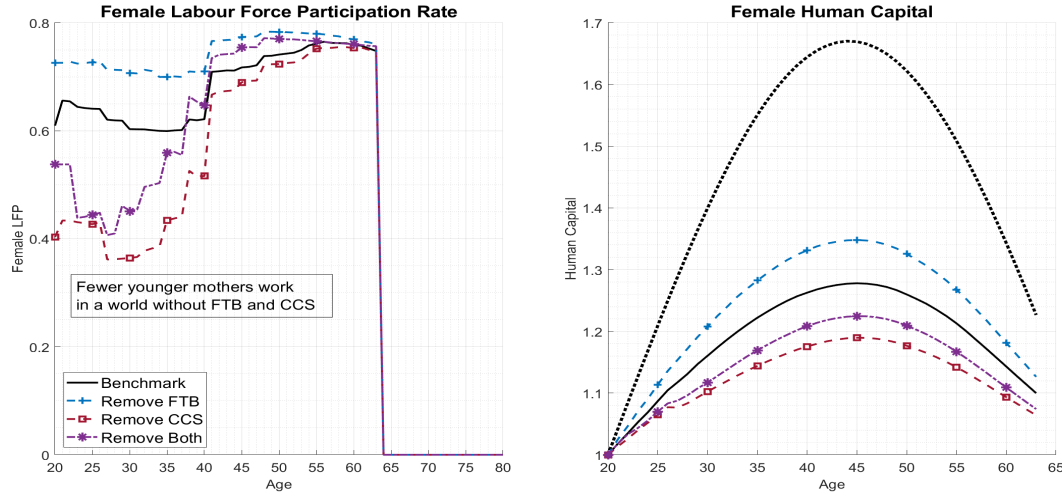 Female Labour Force Participation Rate
0.8
0.6
0.4
0.2
0
Female LFP
Fewer younger mothers work
in a world without FTB and CCS
Benchmark
Remove FTB
Remove CCS
Remove Both
20 25 30 35 40 45 50 55 60 65 70 75 80
Age
Female Human Capital
1.7
1.6
1.5
1.4
1.3
1.2
1.1
1
Human Capital
20 25 30 35 40 45 50 55 60 65
Age